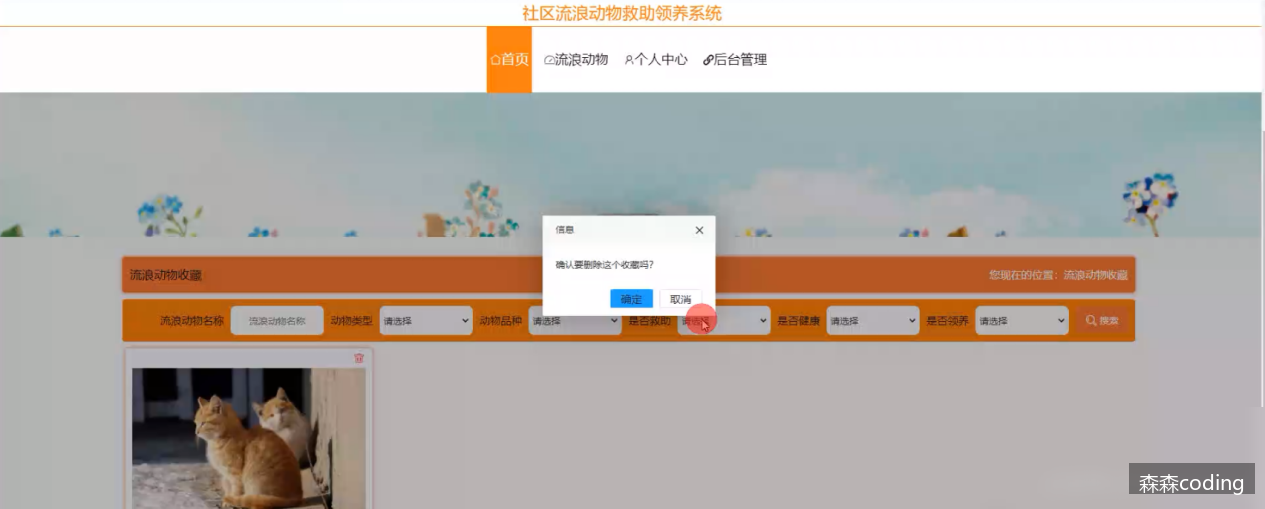 社区流浪动物救助领养系统
首页 流浪动物 个人中心 后台管理
信息
确认要删除这个收藏吗?
确定 取消
流浪动物收藏 您现在的位置: 流浪动物收藏
流浪动物名称 流浪动物名称 动物类型 请选择 动物品种 请选择 是否救助 请选择 是否健康 请选择 是否领养 请选择 搜索
森森coding